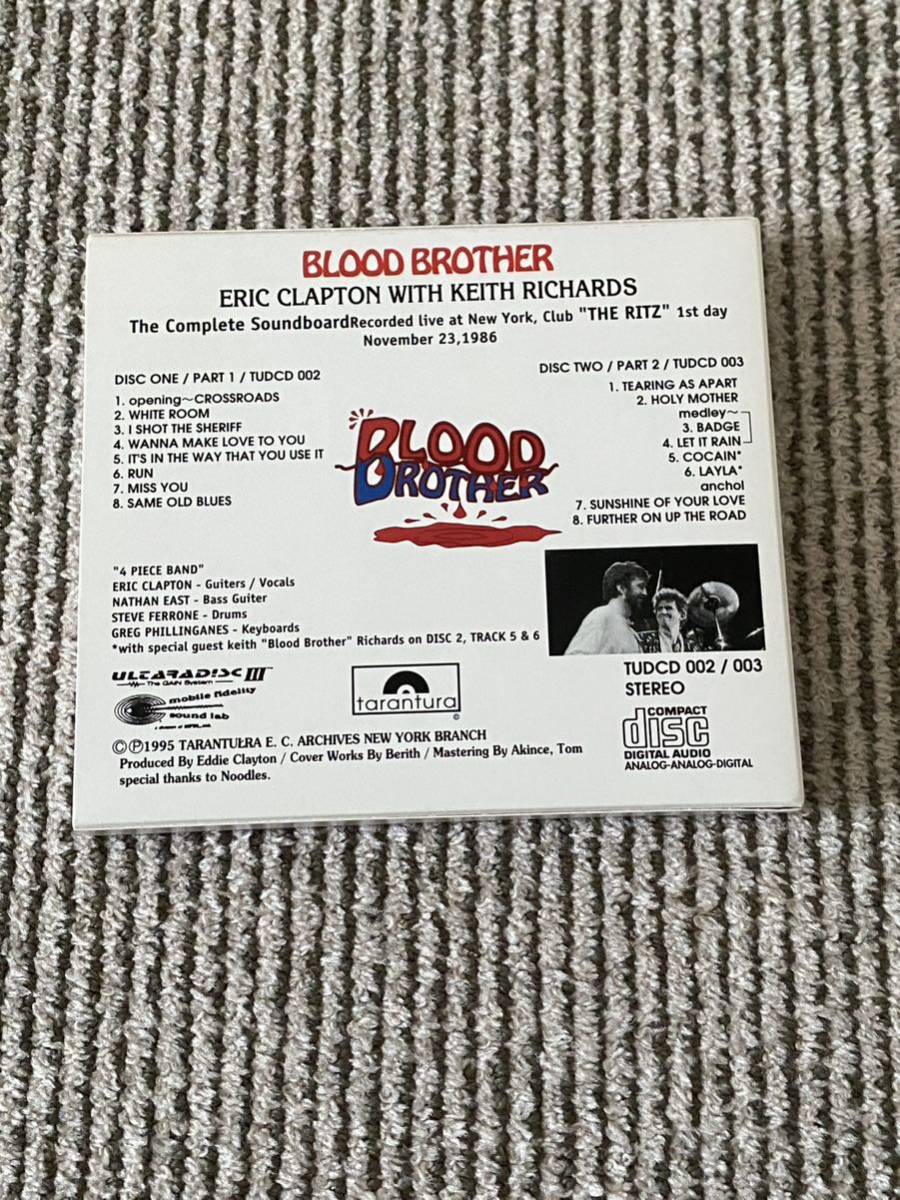 BLOOD BROTHER
ERIC CLAPTON WITH KEITH RICHARDS
The Complete SoundboardRecorded live at New York, Club "THE RITZ" 1st day
November 23,1986
DISC ONE / PART 1 / TUDCD 002
1. opening~CROSSROADS
2. WHITE ROOM
3. I SHOT THE SHERIFF
4. WANNA MAKE LOVE TO YOU
5. IT'S IN THE WAY THAT YOU USE IT
6. RUN
7. MISS YOU
8. SAME OLD BLUES
DISC TWO / PART 2 / TUDCD 003
1. TEARING AS APART
2. HOLY MOTHER
medley~
3. BADGE
4. LET IT RAIN
5. COCAIN*
6. LAYLA*
anchol
7. SUNSHINE OF YOUR LOVE
8. FURTHER ON UP THE ROAD
BLOOD
BROTHER
"4 PIECE BAND"
ERIC CLAPTON - Guiters / Vocals
NATHAN EAST - Bass Guiter
STEVE FERRONE - Drums
GREG PHILLINGANES - Keyboards
*with special guest keith "Blood Brother" Richards on DISC 2, TRACK 5 & 6
ULTRADISC III™
The GAIN System
mobile fidelity
sound lab
tarantura
©
TUDCD 002 / 003
STEREO
COMPACT
disc
DIGITAL AUDIO
ANALOG-ANALOG-DIGITAL
©℗1995 TARANTUŁRA E. C. ARCHIVES NEW YORK BRANCH
Produced By Eddie Clayton / Cover Works By Berith / Mastering By Akince, Tom
special thanks to Noodles.